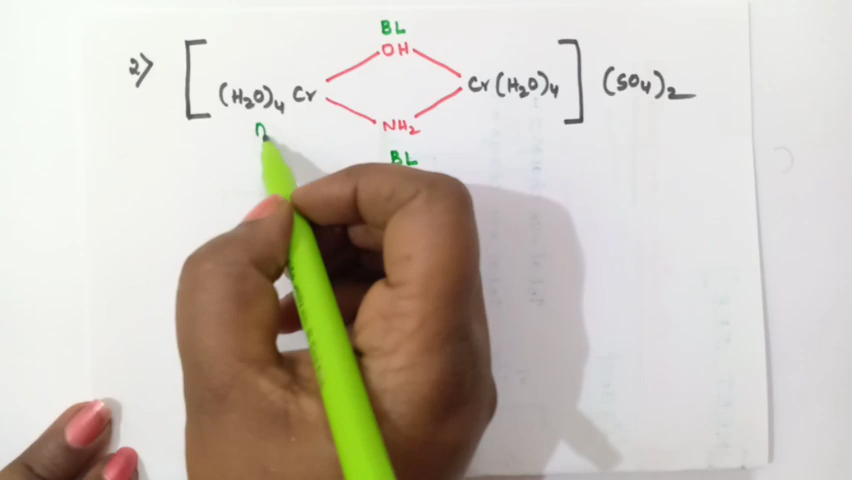 BL
2) [ (H₂O)₄ Cr OH NH₂ Cr(H₂O)₄ ] (SO₄)₂
BL